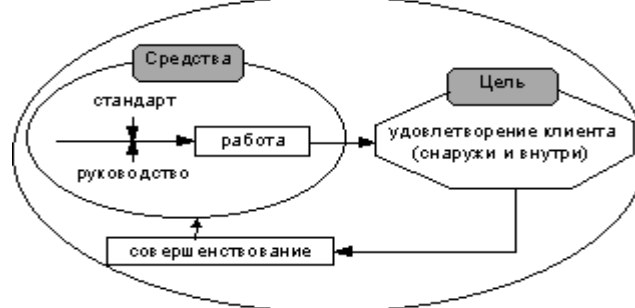 Средства
стандарт
работа
руководство
Цель
удовлетворение клиента
(снаружи и внутри)
совершенствование